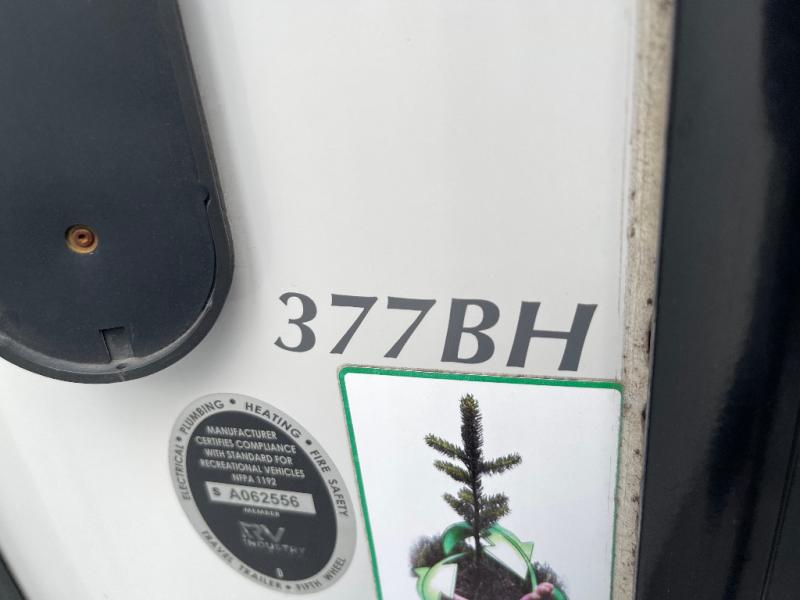 377BH
ELECTRICAL • PLUMBING • HEATING • FIRE SAFETY
MANUFACTURER
CERTIFIES COMPLIANCE
WITH STANDARD FOR
RECREATIONAL VEHICLES
NFPA 1192
S A062556
MEMBER
RV
INDUSTRY
TRAVEL TRAILER • FIFTH WHEEL